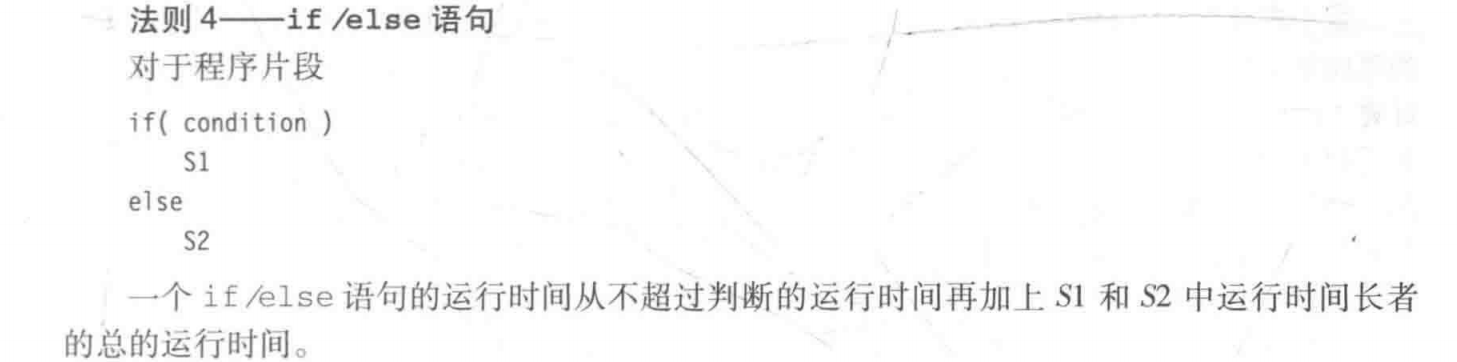 法则 4——if/else 语句
对于程序片段
if( condition )
    S1
else
    S2
一个 if/else 语句的运行时间从不超过判断的运行时间再加上 S1 和 S2 中运行时间长者
的总的运行时间。